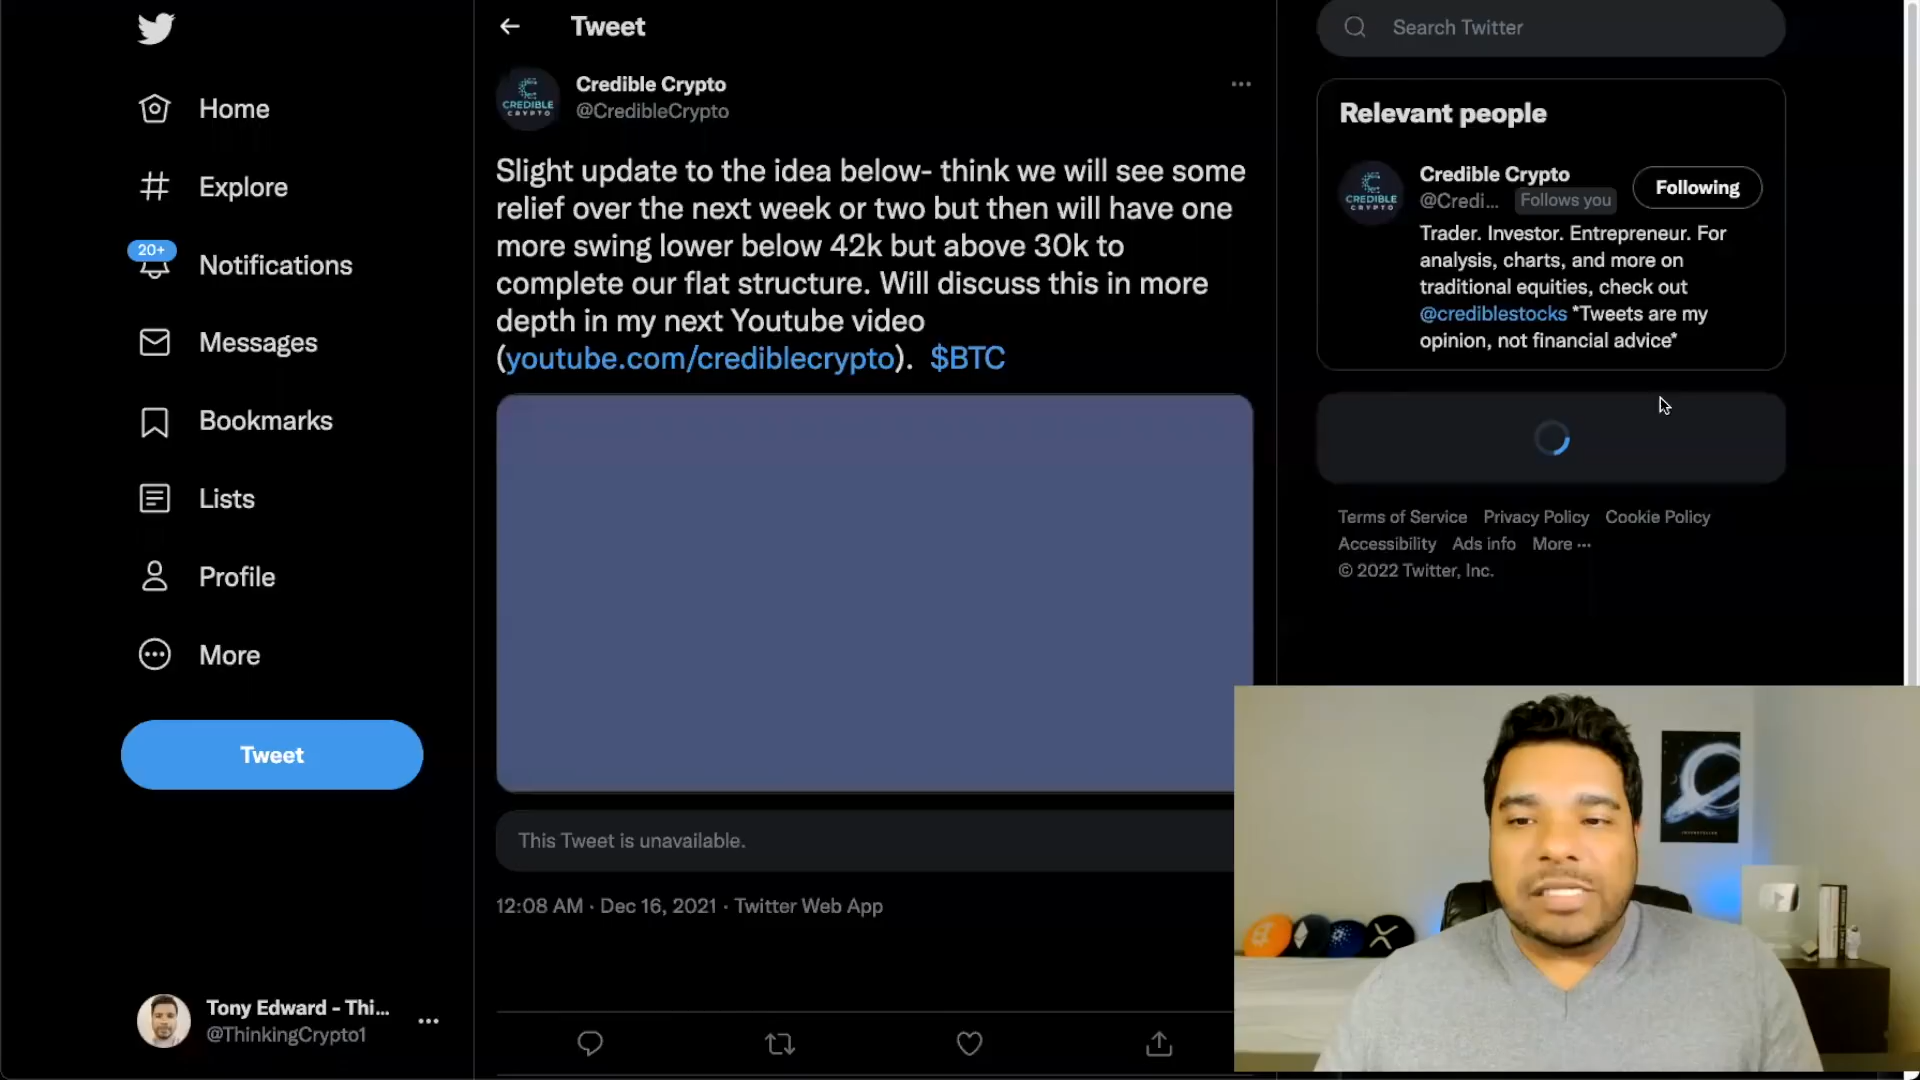 Home
Explore
20+
Notifications
Messages
Bookmarks
Lists
Profile
More
Tweet
Tony Edward - Thi...
@ThinkingCrypto1
Tweet
CREDIBLE
CRYPTO
Credible Crypto
@CredibleCrypto
Slight update to the idea below- think we will see some
relief over the next week or two but then will have one
more swing lower below 42k but above 30k to
complete our flat structure. Will discuss this in more
depth in my next Youtube video
(youtube.com/crediblecrypto). $BTC
This Tweet is unavailable.
12:08 AM · Dec 16, 2021 · Twitter Web App
Search Twitter
Relevant people
CREDIBLE
CRYPTO
Credible Crypto
@Credi... Follows you
Following
Trader. Investor. Entrepreneur. For
analysis, charts, and more on
traditional equities, check out
@crediblestocks *Tweets are my
opinion, not financial advice*
Terms of Service Privacy Policy Cookie Policy
Accessibility Ads info More ...
© 2022 Twitter, Inc.